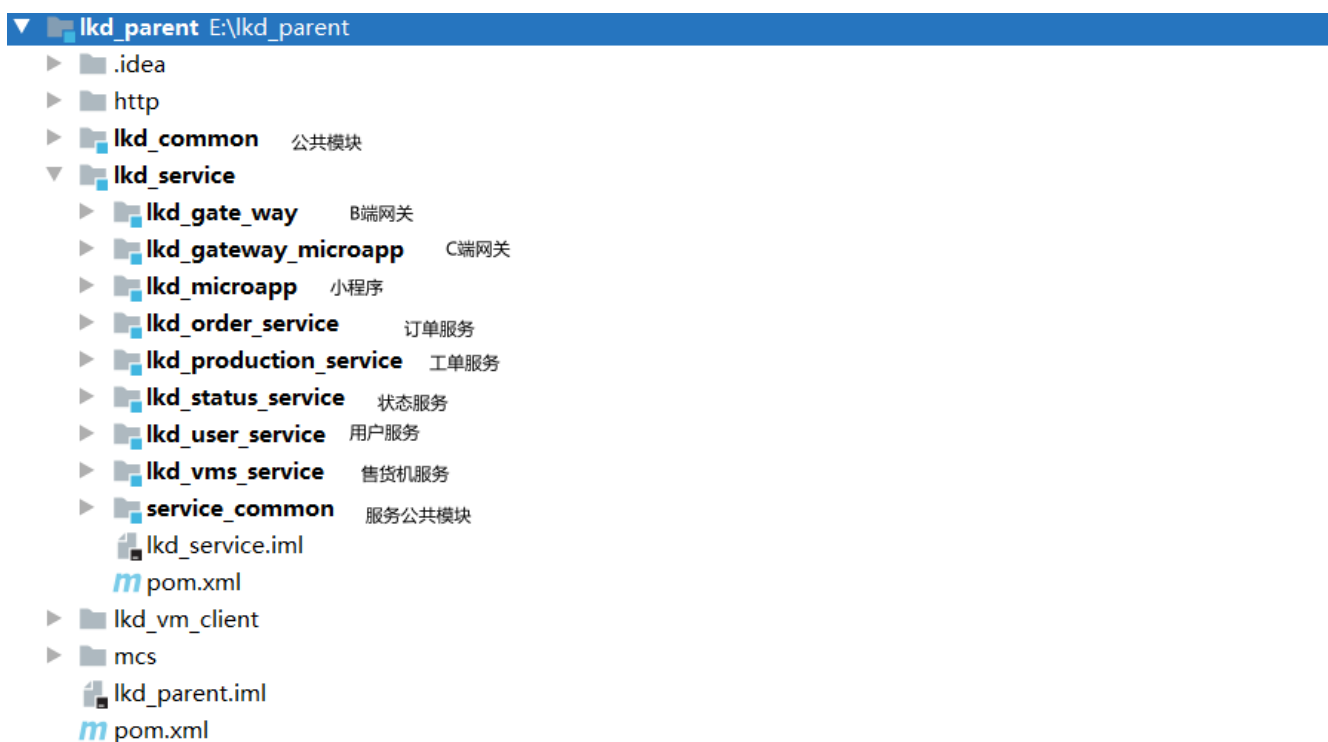 lkd_parent E:\lkd_parent
.idea
http
lkd_common 公共模块
lkd_service
lkd_gate_way B端网关
lkd_gateway_microapp C端网关
lkd_microapp 小程序
lkd_order_service 订单服务
lkd_production_service 工单服务
lkd_status_service 状态服务
lkd_user_service 用户服务
lkd_vms_service 售货机服务
service_common 服务公共模块
lkd_service.iml
m pom.xml
lkd_vm_client
mcs
lkd_parent.iml
m pom.xml